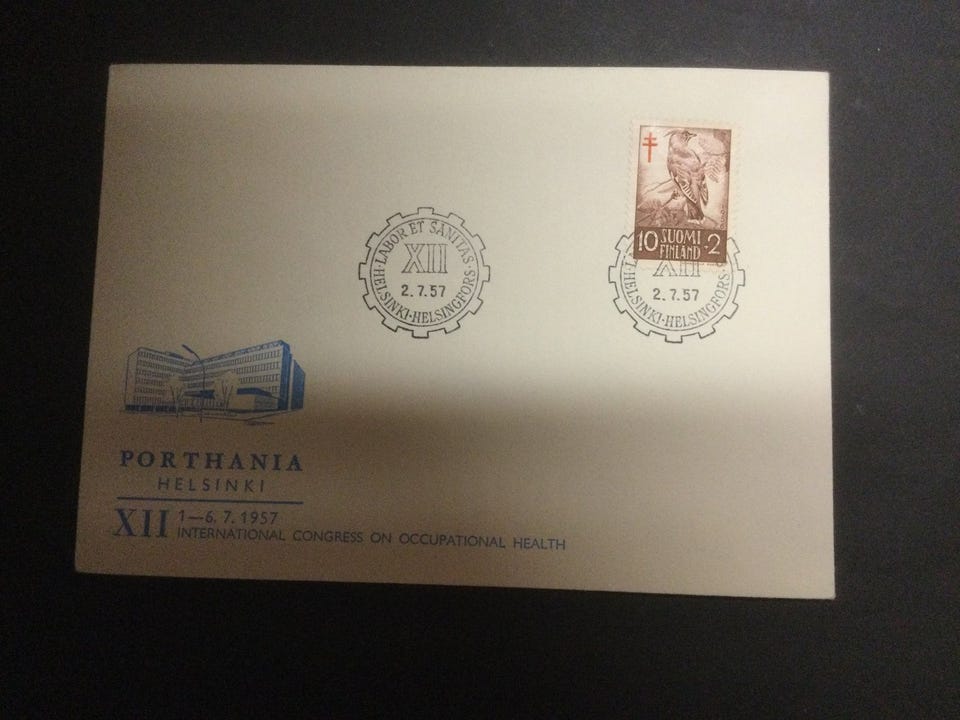 10 SUOMI +2
FINLAND
·LABOR ET SANITAS·
XII
2.7.57
HELSINKI·HELSINGFORS
XII
2.7.57
HELSINKI·HELSINGFORS·
PORTHANIA
HELSINKI
XII 1—6.7.1957
INTERNATIONAL CONGRESS ON OCCUPATIONAL HEALTH